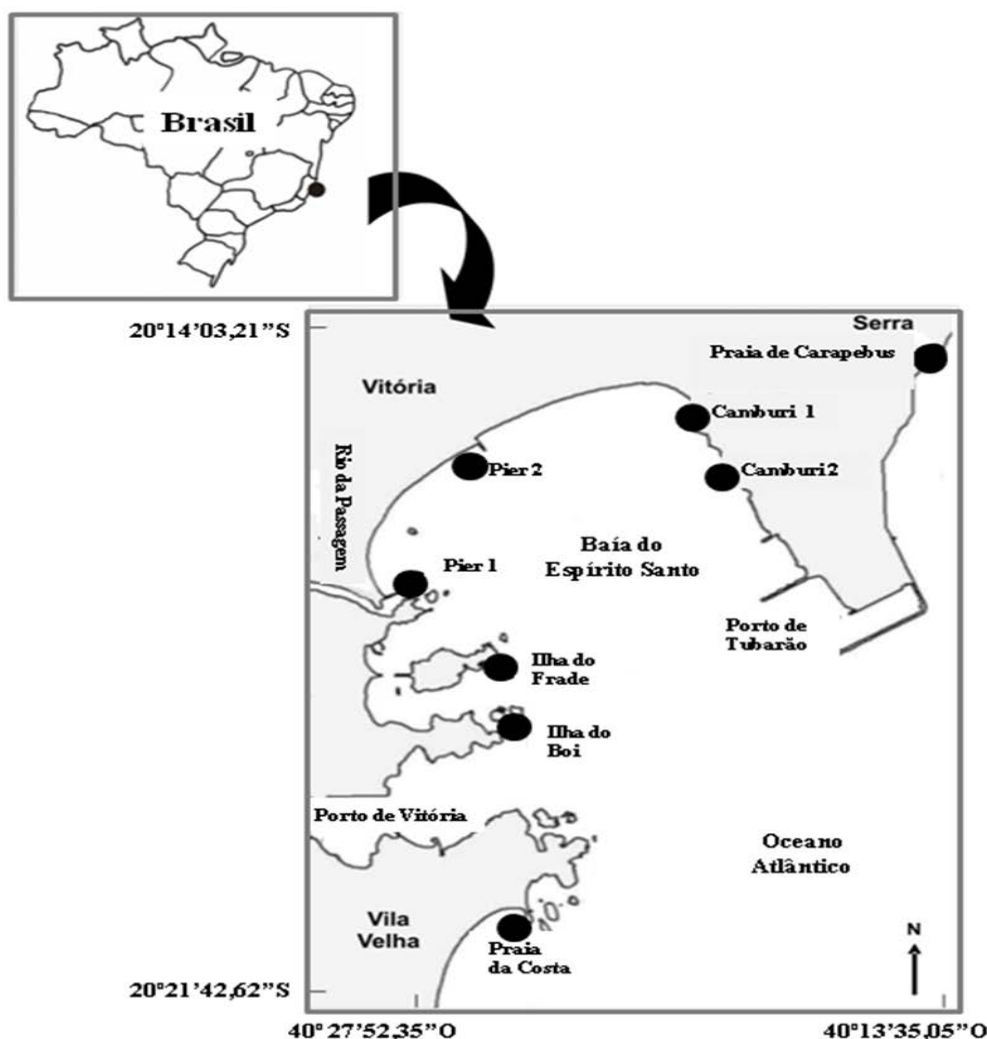 Brasil
20°14’03,21”S
Serra
Praia de Carapebus
Vitória
Camburi 1
Rio da Passagem
Pier 2
Camburi 2
Baía do
Espírito Santo
Pier 1
Porto de
Tubarão
Ilha do
Frade
Ilha do
Boi
Porto de Vitória
Oceano
Atlântico
Vila
Velha
N
Praia
da Costa
20°21’42,62”S
40°27’52,35”O
40°13’35,05”O